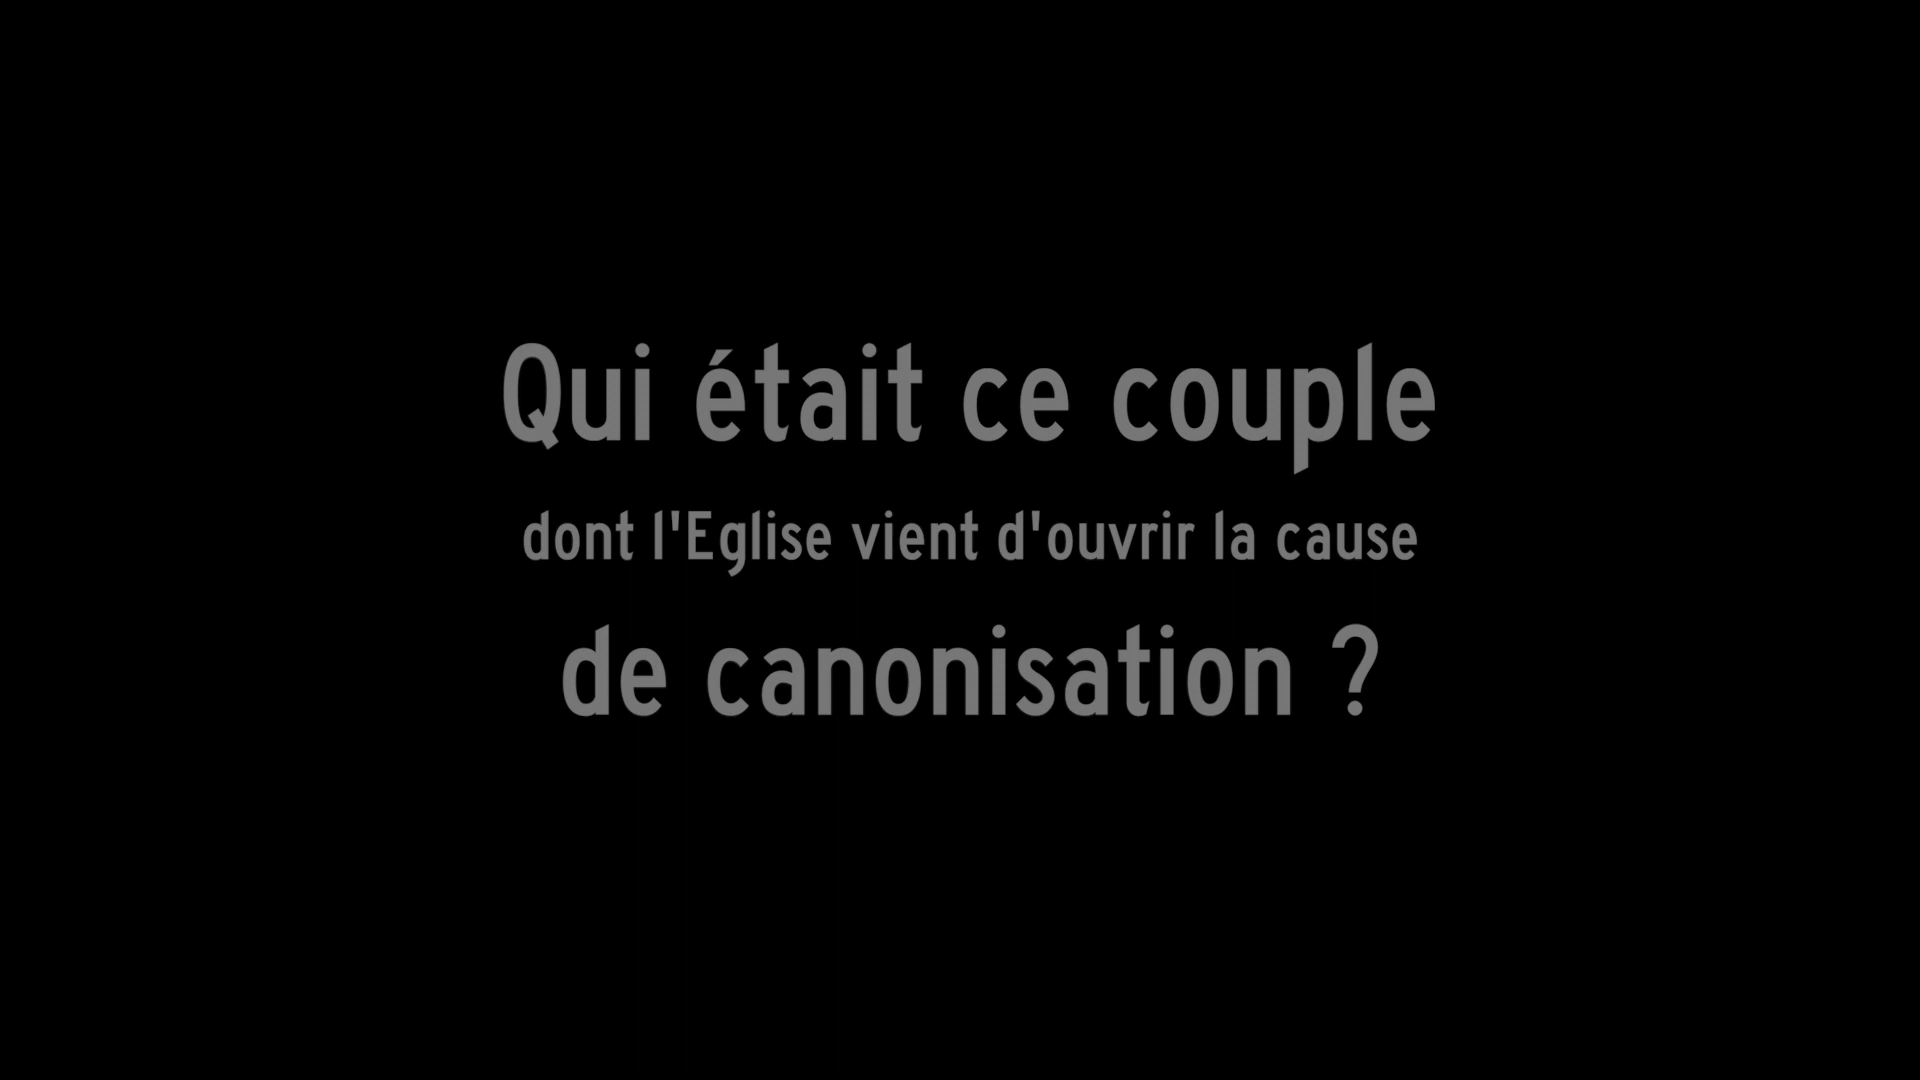 Qui était ce couple
dont l'Eglise vient d'ouvrir la cause
de canonisation ?